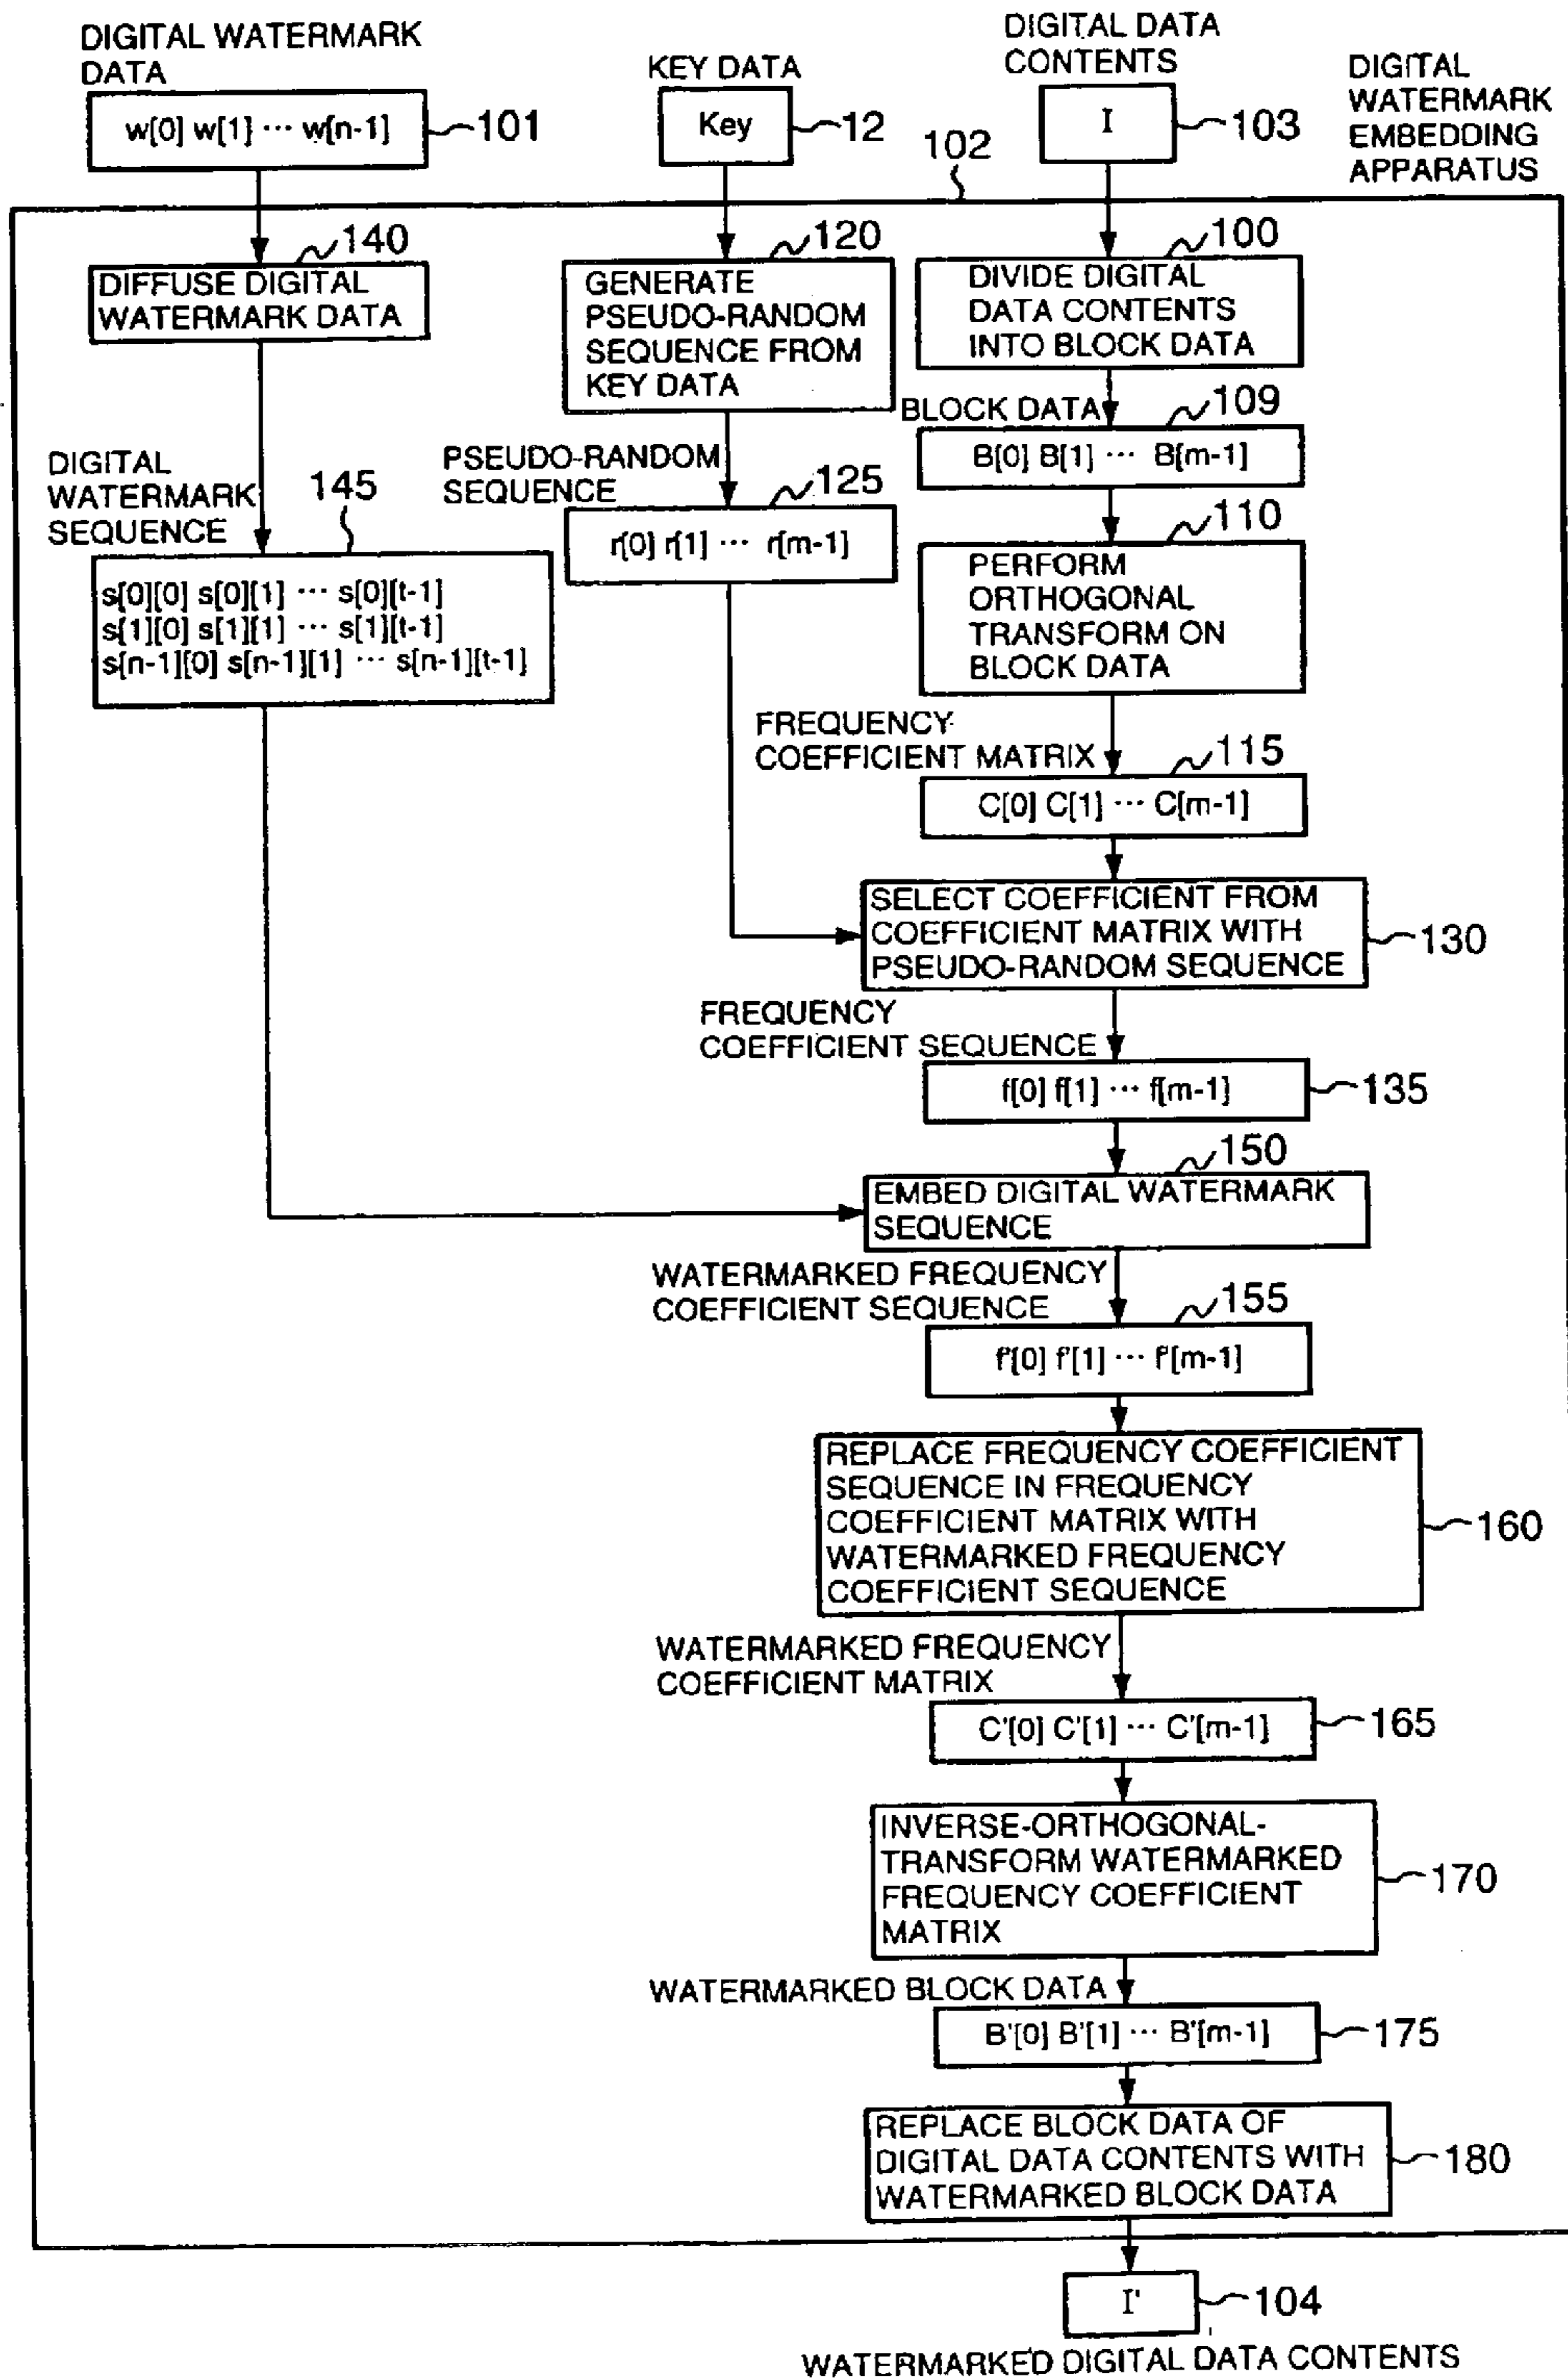 DIGITAL WATERMARK
DATA
w[0] w[1] ··· w[n-1]
101
KEY DATA
Key
12
DIGITAL DATA
CONTENTS
I
103
DIGITAL
WATERMARK
EMBEDDING
APPARATUS
102
140
DIFFUSE DIGITAL
WATERMARK DATA
120
GENERATE
PSEUDO-RANDOM
SEQUENCE FROM
KEY DATA
100
DIVIDE DIGITAL
DATA CONTENTS
INTO BLOCK DATA
BLOCK DATA
109
B[0] B[1] ··· B[m-1]
DIGITAL
WATERMARK
SEQUENCE
145
s[0][0] s[0][1] ··· s[0][t-1]
s[1][0] s[1][1] ··· s[1][t-1]
s[n-1][0] s[n-1][1] ··· s[n-1][t-1]
PSEUDO-RANDOM
SEQUENCE
125
r[0] r[1] ··· r[m-1]
110
PERFORM
ORTHOGONAL
TRANSFORM ON
BLOCK DATA
FREQUENCY
COEFFICIENT MATRIX
115
C[0] C[1] ··· C[m-1]
SELECT COEFFICIENT FROM
COEFFICIENT MATRIX WITH
PSEUDO-RANDOM SEQUENCE
130
FREQUENCY
COEFFICIENT SEQUENCE
f[0] f[1] ··· f[m-1]
135
150
EMBED DIGITAL WATERMARK
SEQUENCE
WATERMARKED FREQUENCY
COEFFICIENT SEQUENCE
155
f'[0] f'[1] ··· f'[m-1]
REPLACE FREQUENCY COEFFICIENT
SEQUENCE IN FREQUENCY
COEFFICIENT MATRIX WITH
WATERMARKED FREQUENCY
COEFFICIENT SEQUENCE
160
WATERMARKED FREQUENCY
COEFFICIENT MATRIX
C'[0] C'[1] ··· C'[m-1]
165
INVERSE-ORTHOGONAL-
TRANSFORM WATERMARKED
FREQUENCY COEFFICIENT
MATRIX
170
WATERMARKED BLOCK DATA
B'[0] B'[1] ··· B'[m-1]
175
REPLACE BLOCK DATA OF
DIGITAL DATA CONTENTS WITH
WATERMARKED BLOCK DATA
180
I'
104
WATERMARKED DIGITAL DATA CONTENTS